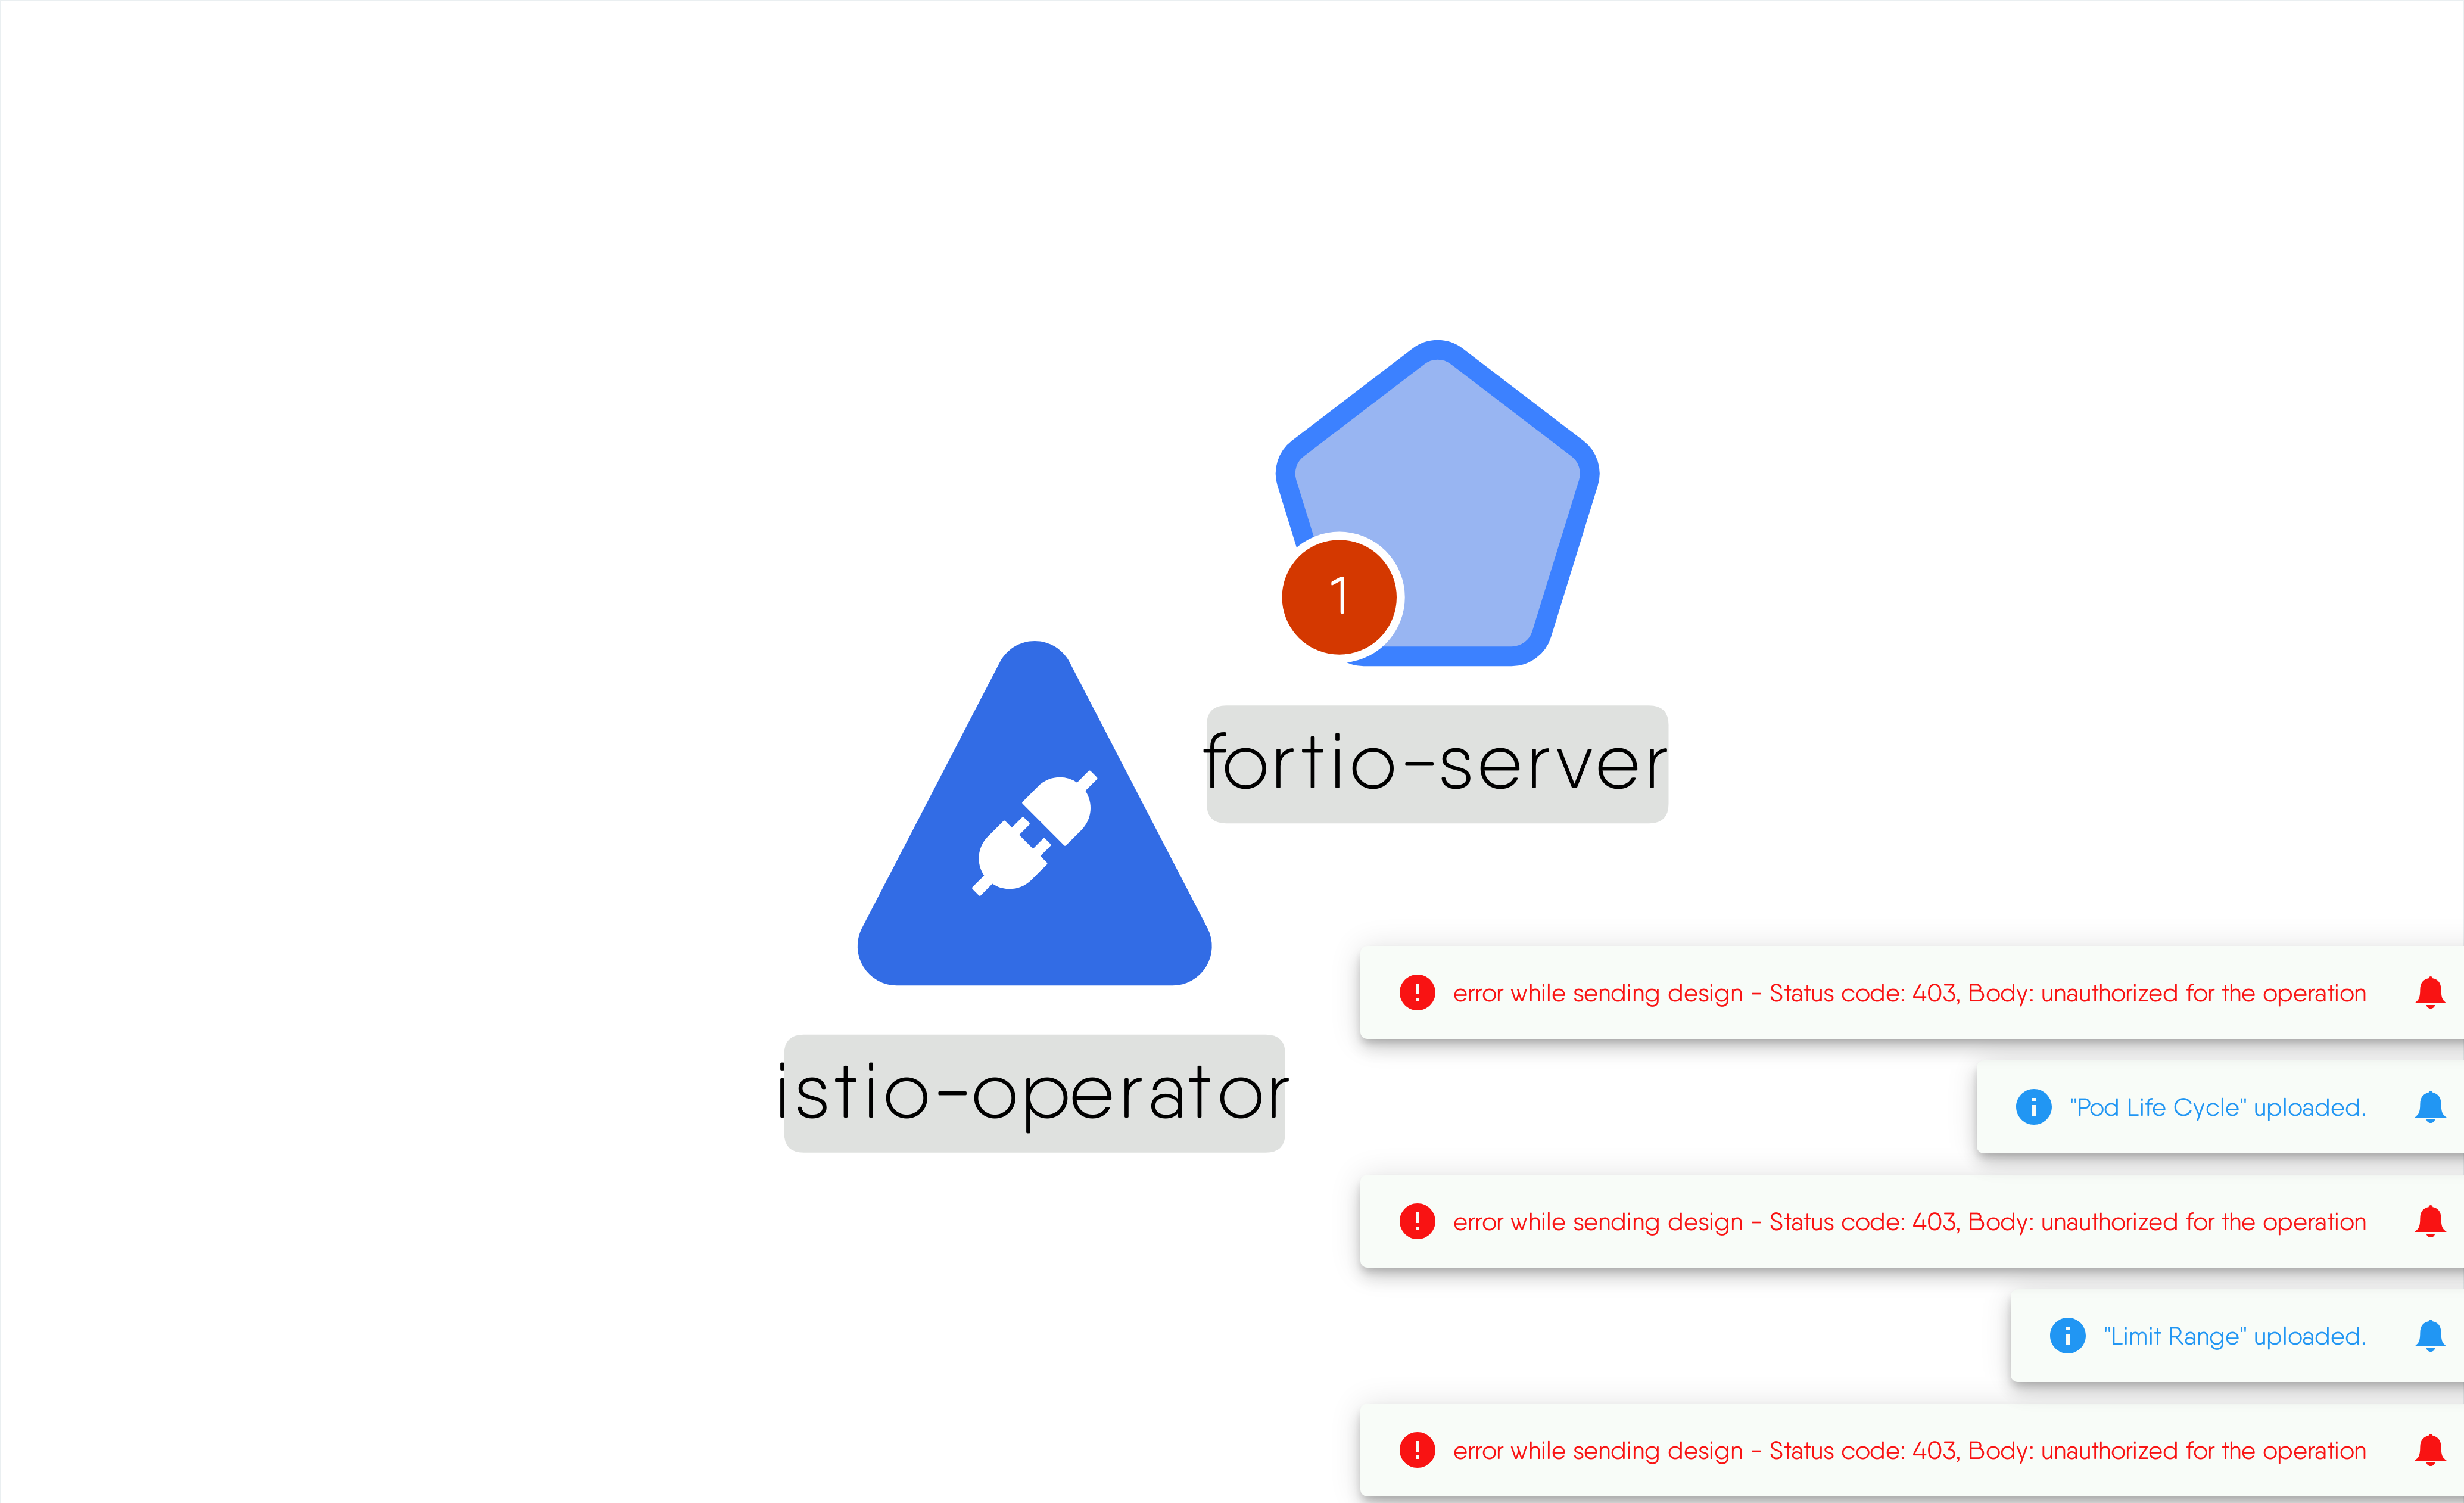 1
fortio-server
istio-operator
error while sending design - Status code: 403, Body: unauthorized for the operation
"Pod Life Cycle" uploaded.
error while sending design - Status code: 403, Body: unauthorized for the operation
"Limit Range" uploaded.
error while sending design - Status code: 403, Body: unauthorized for the operation